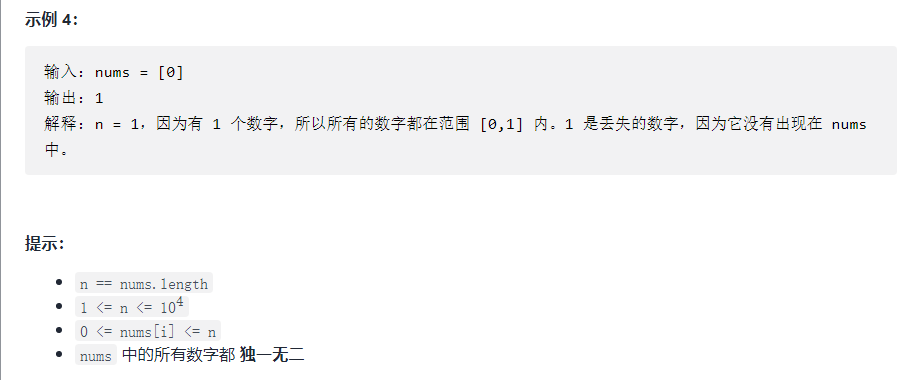 示例 4:
输入: nums = [0]
输出: 1
解释: n = 1, 因为有 1 个数字, 所以所有的数字都在范围 [0,1] 内。1 是丢失的数字, 因为它没有出现在 nums
中。
提示:
n == nums.length
1 <= n <= 10⁴
0 <= nums[i] <= n
nums 中的所有数字都 独一无二